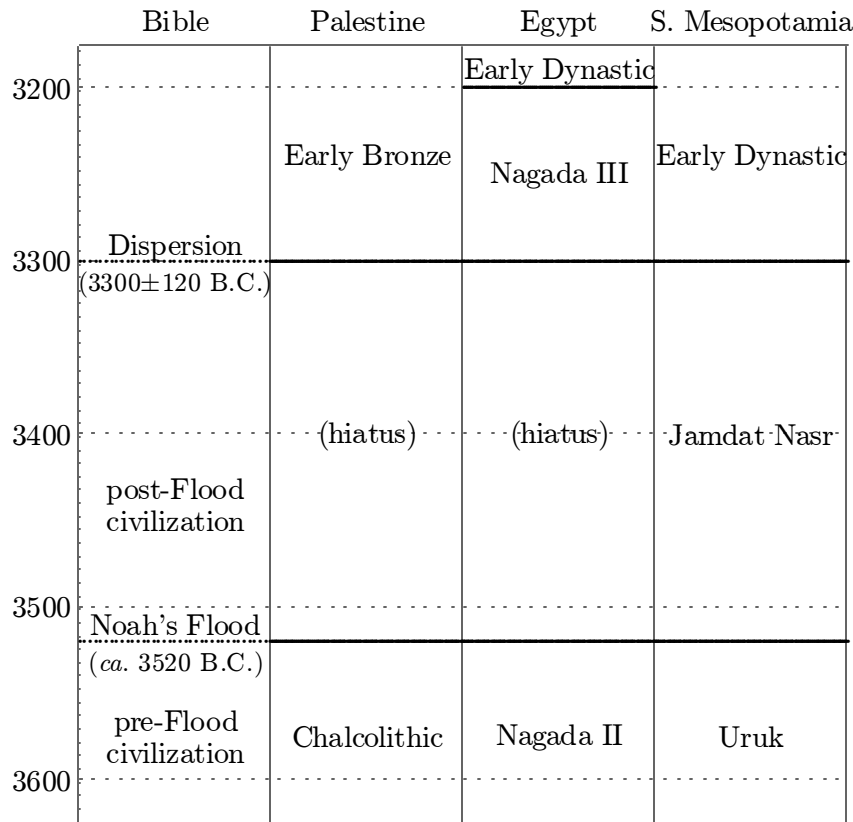 Bible Palestine Egypt S. Mesopotamia
Early Dynastic
3200
Early Bronze Nagada III Early Dynastic
Dispersion
3300
(3300±120 B.C.)
3400 (hiatus) (hiatus) Jamdat Nasr
post-Flood
civilization
3500
Noah's Flood
(ca. 3520 B.C.)
pre-Flood
civilization Chalcolithic Nagada II Uruk
3600